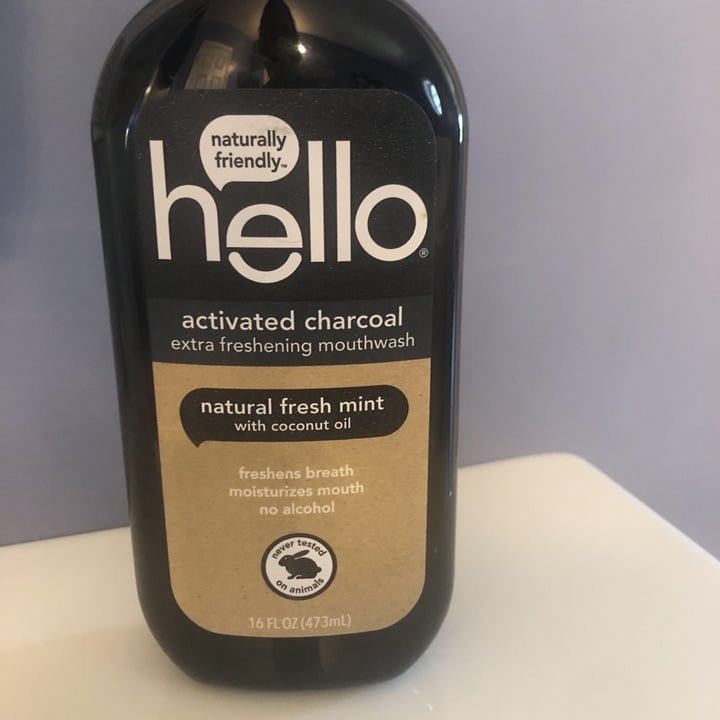 naturally
friendly™
hello®
activated charcoal
extra freshening mouthwash
natural fresh mint
with coconut oil
freshens breath
moisturizes mouth
no alcohol
never tested
on animals
16 FL OZ (473mL)